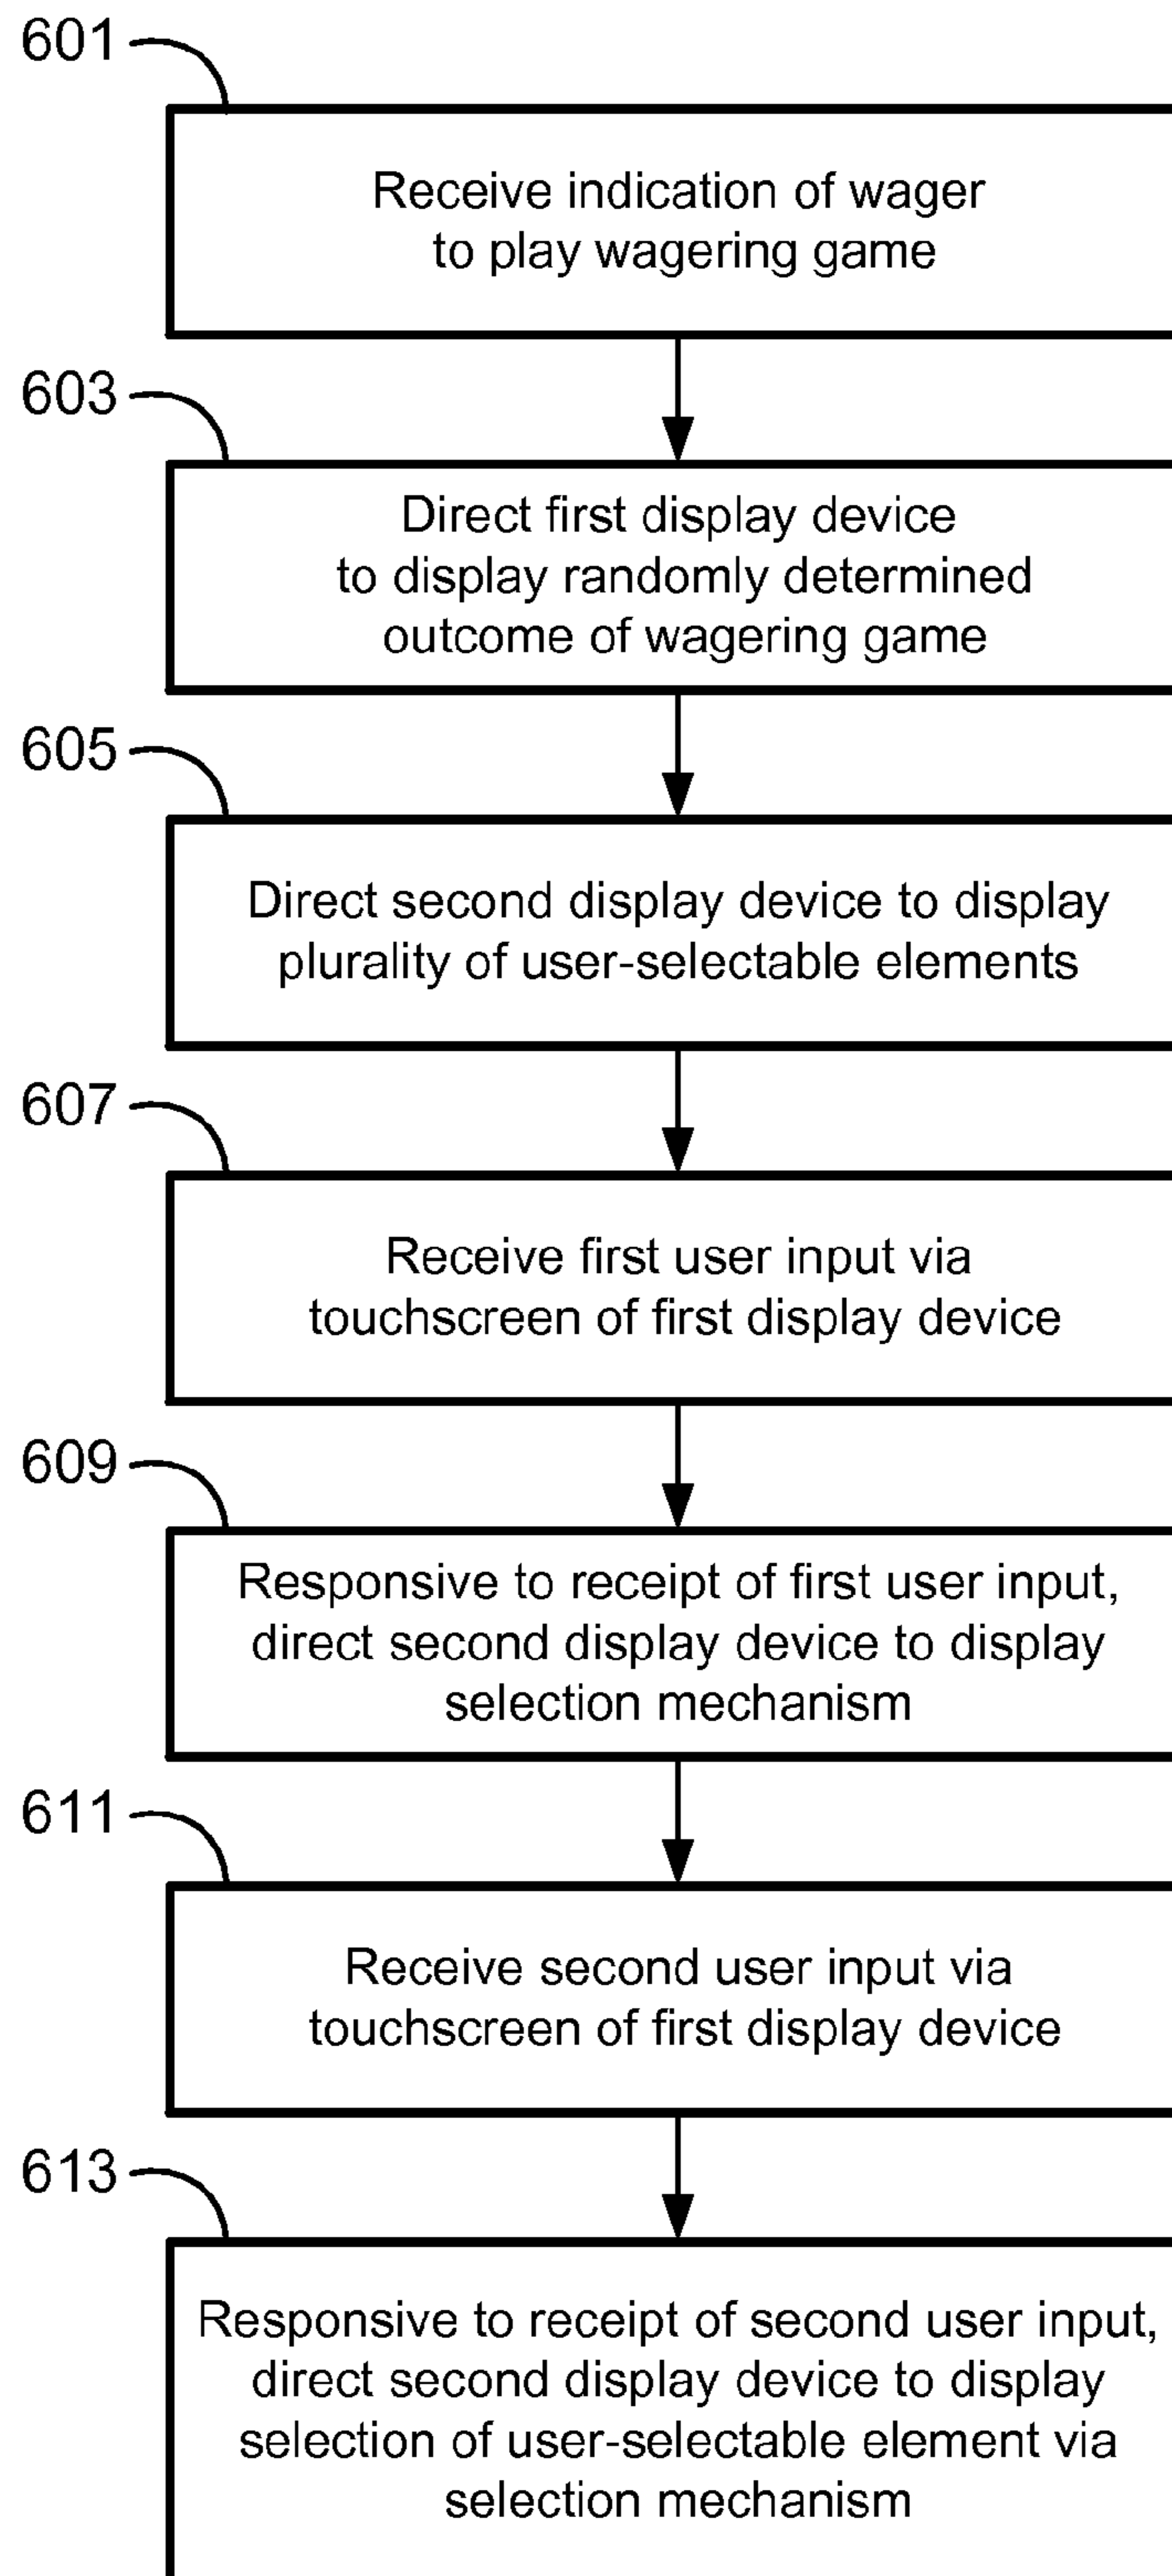 601
Receive indication of wager
to play wagering game
603
Direct first display device
to display randomly determined
outcome of wagering game
605
Direct second display device to display
plurality of user-selectable elements
607
Receive first user input via
touchscreen of first display device
609
Responsive to receipt of first user input,
direct second display device to display
selection mechanism
611
Receive second user input via
touchscreen of first display device
613
Responsive to receipt of second user input,
direct second display device to display
selection of user-selectable element via
selection mechanism